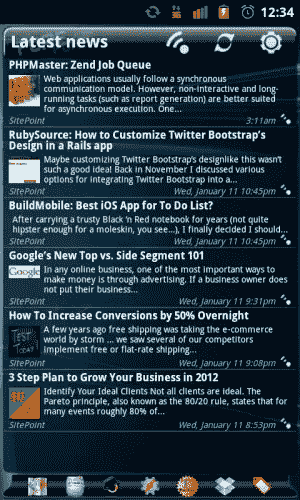 3G
12:34
Latest news
PHPMaster: Zend Job Queue
Web applications usually follow a synchronous
communication model. However, non-interactive and long-
running tasks (such as report generation) are better suited
for asynchronous execution. One...
SitePoint 3:11am
RubySource: How to Customize Twitter Bootstrap's
Design in a Rails app
Maybe customizing Twitter Bootstrap's designlike this wasn't
such a good idea! Back in November I discussed various
options for integrating Twitter Bootstrap into a...
SitePoint Wed, January 11 10:45pm
BuildMobile: Best iOS App for To Do List?
After carrying a trusty Black 'n Red notebook for years (not quite
hipster enough for a moleskin, you see...), I finally decided I should...
SitePoint Wed, January 11 10:45pm
Google's New Top vs. Side Segment 101
Google
In any online business, one of the most important ways to
make money is through advertising. If a business owner does
not put their business...
SitePoint Wed, January 11 9:31pm
How To Increase Conversions by 50% Overnight
A few years ago free shipping was taking the e-commerce
world by storm ... we saw several of our competitors
implement free or flat-rate shipping...
SitePoint Wed, January 11 9:08pm
3 Step Plan to Grow Your Business in 2012
Identify Your Ideal Clients Not all clients are ideal. The
Pareto principle, also known as the 80/20 rule, states that for
many events roughly 80% of...
SitePoint Wed, January 11 8:53pm